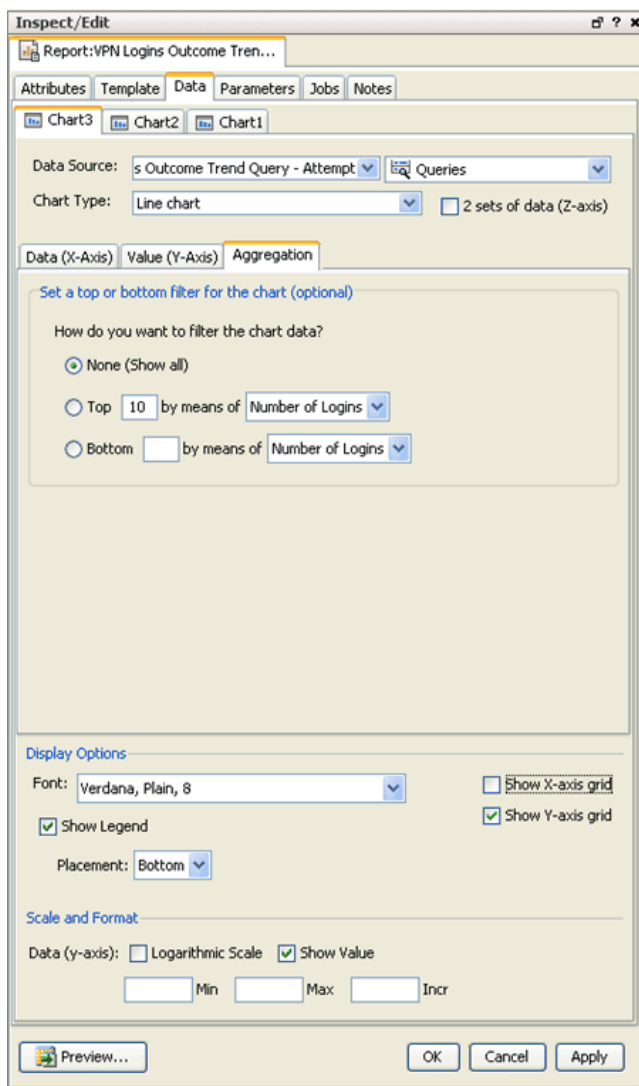 Inspect/Edit
Report:VPN Logins Outcome Tren...
Attributes Template Data Parameters Jobs Notes
Chart3 Chart2 Chart1
Data Source: s Outcome Trend Query - Attempt Queries
Chart Type: Line chart 2 sets of data (Z-axis)
Data (X-Axis) Value (Y-Axis) Aggregation
Set a top or bottom filter for the chart (optional)
How do you want to filter the chart data?
None (Show all)
Top 10 by means of Number of Logins
Bottom by means of Number of Logins
Display Options
Font: Verdana, Plain, 8 Show X-axis grid
Show Legend Show Y-axis grid
Placement: Bottom
Scale and Format
Data (y-axis): Logarithmic Scale Show Value
Min Max Incr
Preview... OK Cancel Apply